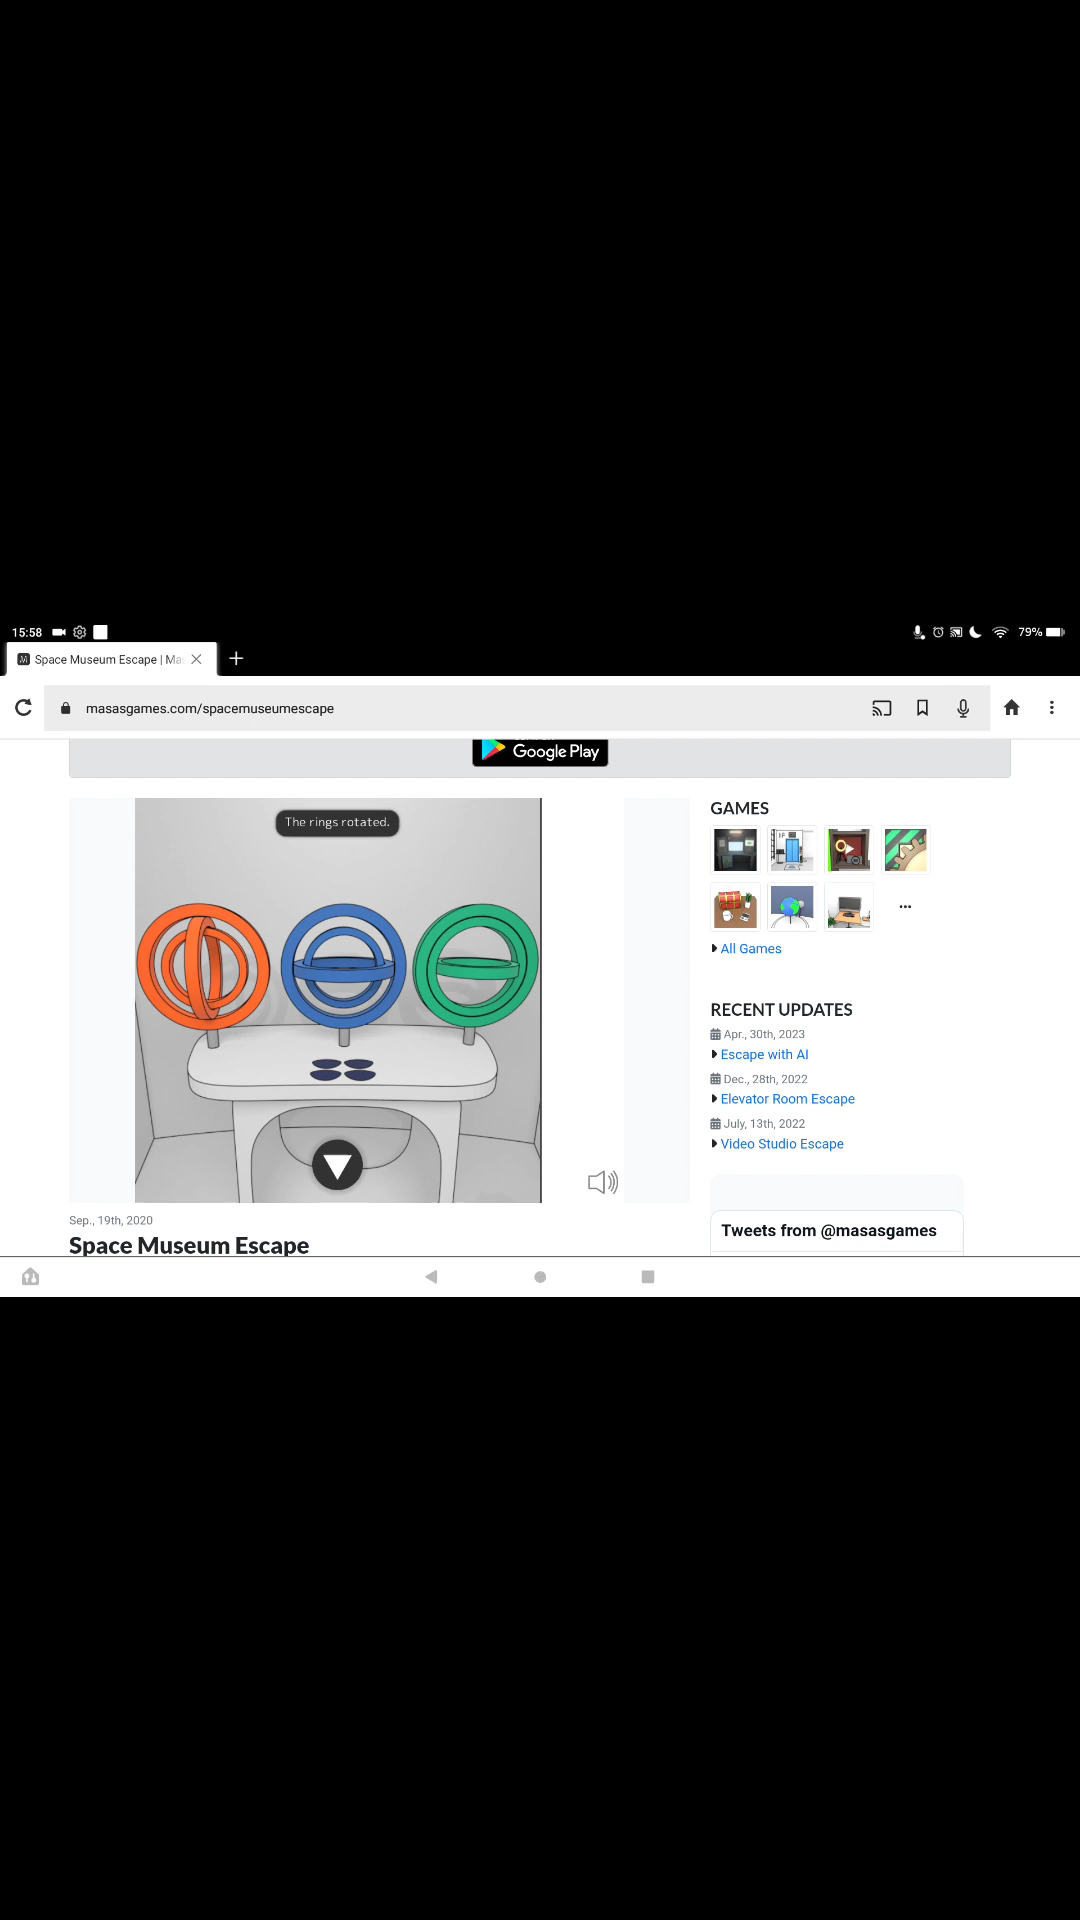 15:58
79%
Space Museum Escape | Ma
masasgames.com/spacemuseumescape
Google Play
The rings rotated.
GAMES
1F
...
All Games
RECENT UPDATES
Apr., 30th, 2023
Escape with AI
Dec., 28th, 2022
Elevator Room Escape
July, 13th, 2022
Video Studio Escape
Tweets from @masasgames
Sep., 19th, 2020
Space Museum Escape